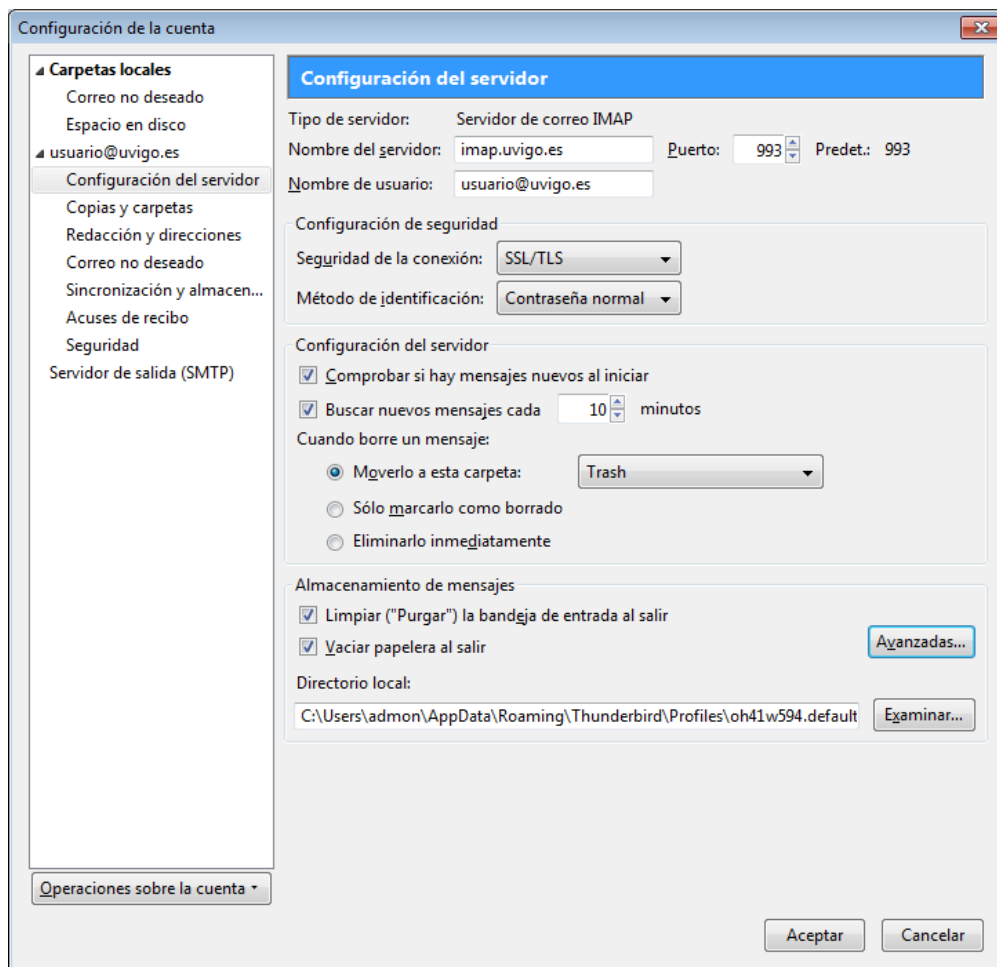 Configuración de la cuenta
Carpetas locales
Correo no deseado
Espacio en disco
usuario@uvigo.es
Configuración del servidor
Copias y carpetas
Redacción y direcciones
Correo no deseado
Sincronización y almacen...
Acuses de recibo
Seguridad
Servidor de salida (SMTP)
Operaciones sobre la cuenta
Configuración del servidor
Tipo de servidor: Servidor de correo IMAP
Nombre del servidor: imap.uvigo.es Puerto: 993 Predet.: 993
Nombre de usuario: usuario@uvigo.es
Configuración de seguridad
Seguridad de la conexión: SSL/TLS
Método de identificación: Contraseña normal
Configuración del servidor
Comprobar si hay mensajes nuevos al iniciar
Buscar nuevos mensajes cada 10 minutos
Cuando borre un mensaje:
Moverlo a esta carpeta: Trash
Sólo marcarlo como borrado
Eliminarlo inmediatamente
Almacenamiento de mensajes
Limpiar ("Purgar") la bandeja de entrada al salir
Vaciar papelera al salir
Avanzadas...
Directorio local:
C:\Users\admon\AppData\Roaming\Thunderbird\Profiles\oh41w594.default Examinar...
Aceptar Cancelar